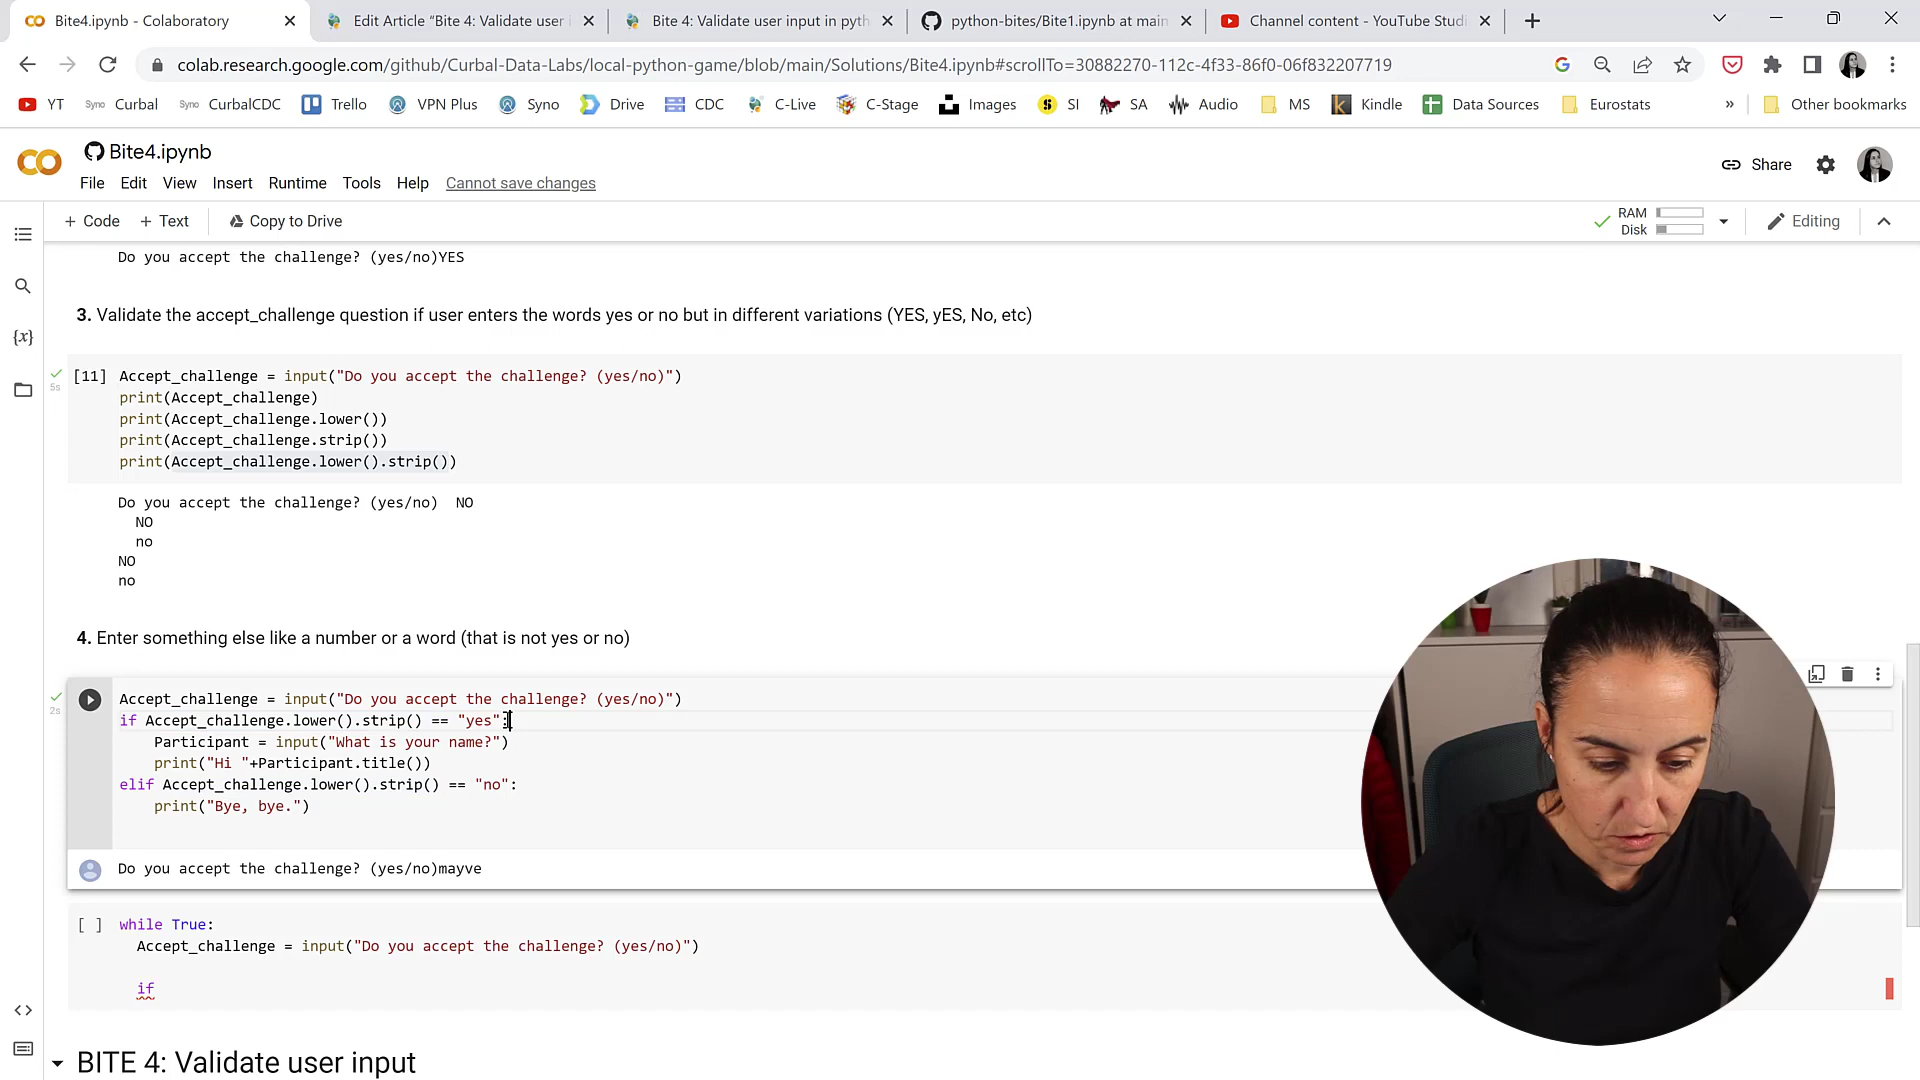 Bite4.ipynb - Colaboratory
Edit Article “Bite 4: Validate user i
Bite 4: Validate user input in pyth
python-bites/Bite1.ipynb at main
Channel content - YouTube Studi
colab.research.google.com/github/Curbal-Data-Labs/local-python-game/blob/main/Solutions/Bite4.ipynb#scrollTo=30882270-112c-4f33-86f0-06f832207719
YT Curbal CurbalCDC Trello VPN Plus Syno Drive CDC C-Live C-Stage Images SI SA Audio MS Kindle Data Sources Eurostats » Other bookmarks
Bite4.ipynb
Share
File Edit View Insert Runtime Tools Help Cannot save changes
+ Code + Text Copy to Drive
RAM
Disk
Editing
Do you accept the challenge? (yes/no)YES
3. Validate the accept_challenge question if user enters the words yes or no but in different variations (YES, yES, No, etc)
[11] Accept_challenge = input("Do you accept the challenge? (yes/no)")
5s
print(Accept_challenge)
print(Accept_challenge.lower())
print(Accept_challenge.strip())
print(Accept_challenge.lower().strip())
Do you accept the challenge? (yes/no)  NO
  NO
  no
NO
no
4. Enter something else like a number or a word (that is not yes or no)
Accept_challenge = input("Do you accept the challenge? (yes/no)")
2s
if Accept_challenge.lower().strip() == "yes":
    Participant = input("What is your name?")
    print("Hi "+Participant.title())
elif Accept_challenge.lower().strip() == "no":
    print("Bye, bye.")
Do you accept the challenge? (yes/no)mayve
[ ] while True:
  Accept_challenge = input("Do you accept the challenge? (yes/no)")
  if
BITE 4: Validate user input